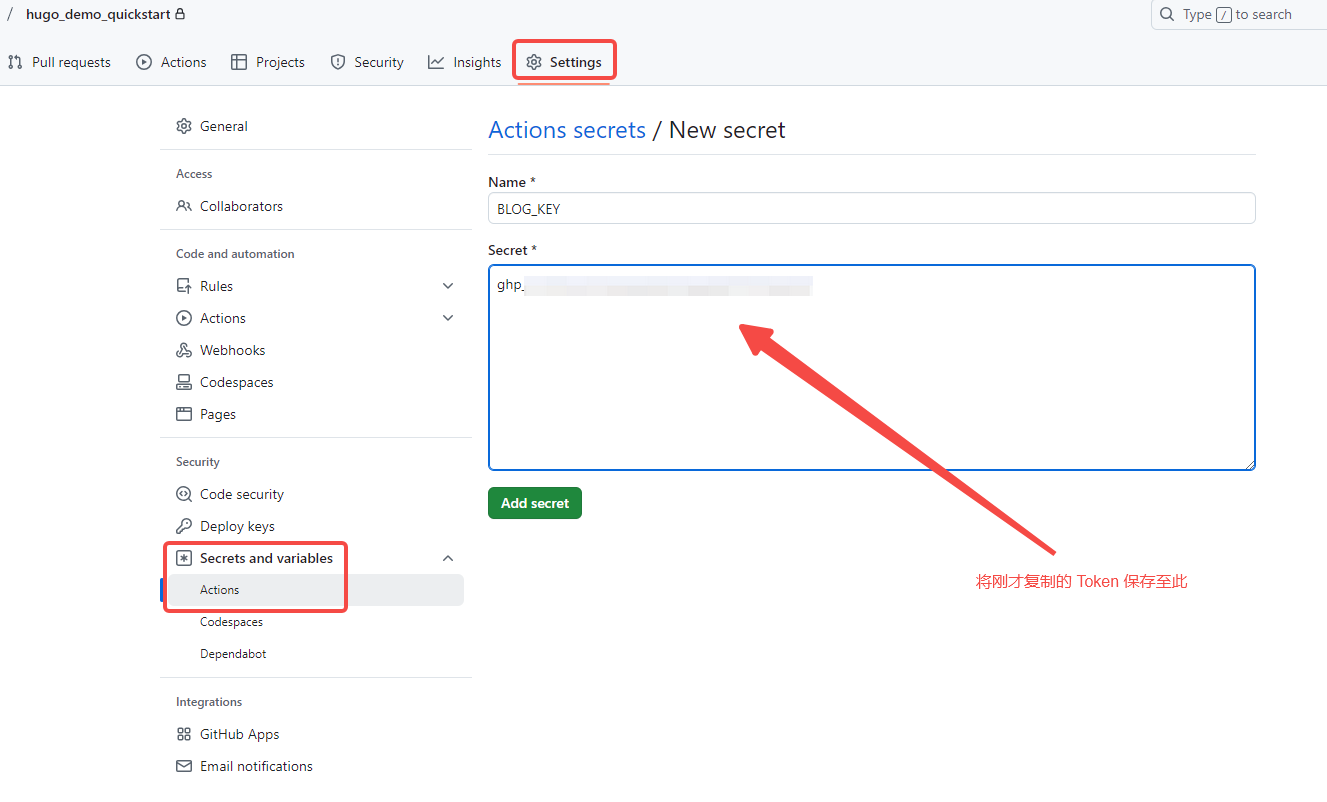 / hugo_demo_quickstart
Type / to search
Pull requests Actions Projects Security Insights Settings
General
Access
Collaborators
Code and automation
Rules
Actions
Webhooks
Codespaces
Pages
Security
Code security
Deploy keys
Secrets and variables
Actions
Codespaces
Dependabot
Integrations
GitHub Apps
Email notifications
Actions secrets / New secret
Name *
BLOG_KEY
Secret *
ghp_
Add secret
将刚才复制的 Token 保存至此